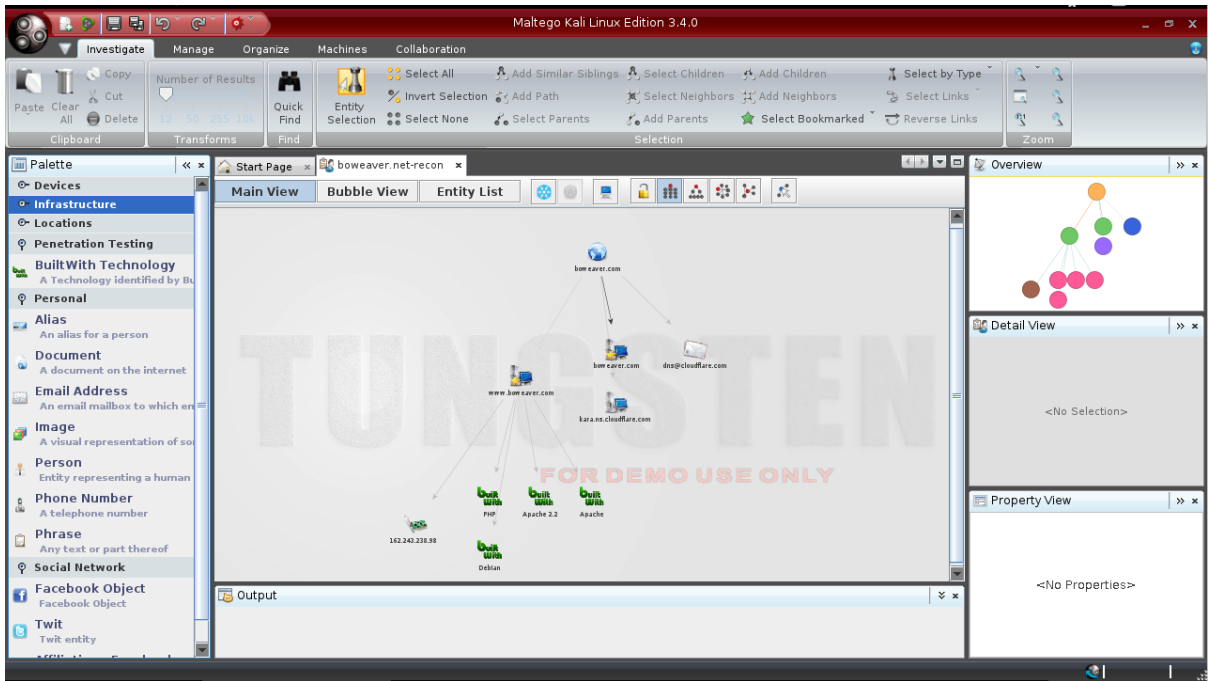 Maltego Kali Linux Edition 3.4.0
Investigate Manage Organize Machines Collaboration
Paste
Clear All
Copy
Cut
Delete
Clipboard
Number of Results
12 50 255 10k
Transforms
Quick Find
Find
Entity Selection
Select All
Invert Selection
Select None
Add Similar Siblings
Add Path
Select Parents
Select Children
Select Neighbors
Add Parents
Add Children
Add Neighbors
Select Bookmarked
Select by Type
Select Links
Reverse Links
Selection
Zoom
Palette
Devices
Infrastructure
Locations
Penetration Testing
BuiltWith Technology
A Technology identified by Bu
Personal
Alias
An alias for a person
Document
A document on the internet
Email Address
An email mailbox to which en
Image
A visual representation of so
Person
Entity representing a human
Phone Number
A telephone number
Phrase
Any text or part thereof
Social Network
Facebook Object
Facebook Object
Twit
Twit entity
Start Page
boweaver.net-recon
Main View Bubble View Entity List
TUNGSTEN
FOR DEMO USE ONLY
boweaver.com
boweaver.com
dns@cloudflare.com
www.boweaver.com
kara.ns.cloudflare.com
built with
PHP
built with
Apache 2.2
built with
Apache
162.243.238.98
built with
Debian
Output
Overview
Detail View
<No Selection>
Property View
<No Properties>